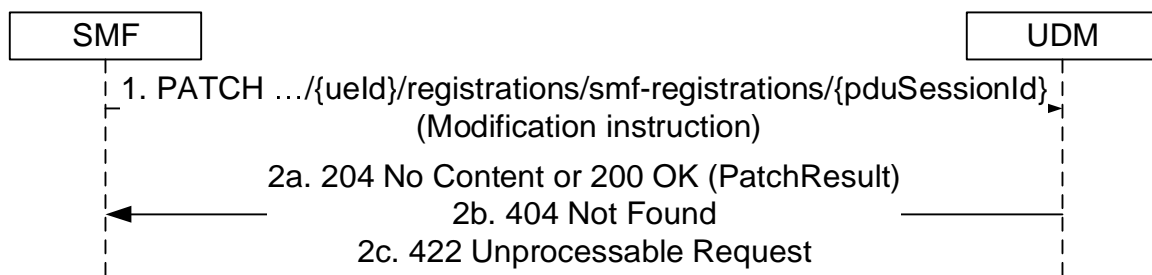 SMF
UDM
1. PATCH …/{ueId}/registrations/smf-registrations/{pduSessionId}
(Modification instruction)
2a. 204 No Content or 200 OK (PatchResult)
2b. 404 Not Found
2c. 422 Unprocessable Request